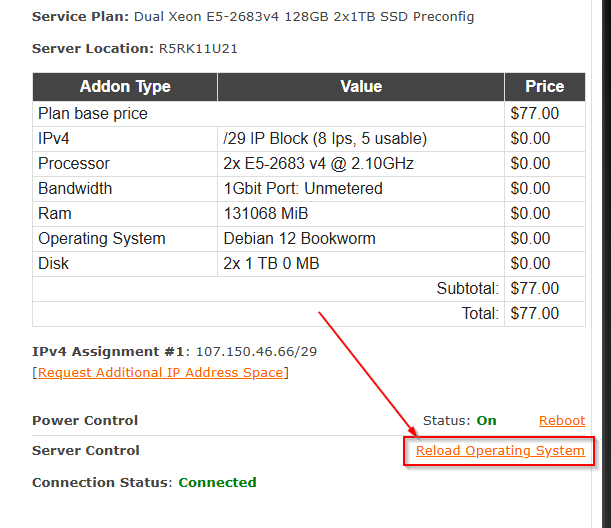 Service Plan: Dual Xeon E5-2683v4 128GB 2x1TB SSD Preconfig
Server Location: R5RK11U21
Addon Type Value Price
Plan base price $77.00
IPv4 /29 IP Block (8 Ips, 5 usable) $0.00
Processor 2x E5-2683 v4 @ 2.10GHz $0.00
Bandwidth 1Gbit Port: Unmetered $0.00
Ram 131068 MiB $0.00
Operating System Debian 12 Bookworm $0.00
Disk 2x 1 TB 0 MB $0.00
Subtotal: $77.00
Total: $77.00
IPv4 Assignment #1: 107.150.46.66/29
[Request Additional IP Address Space]
Power Control Status: On Reboot
Server Control Reload Operating System
Connection Status: Connected